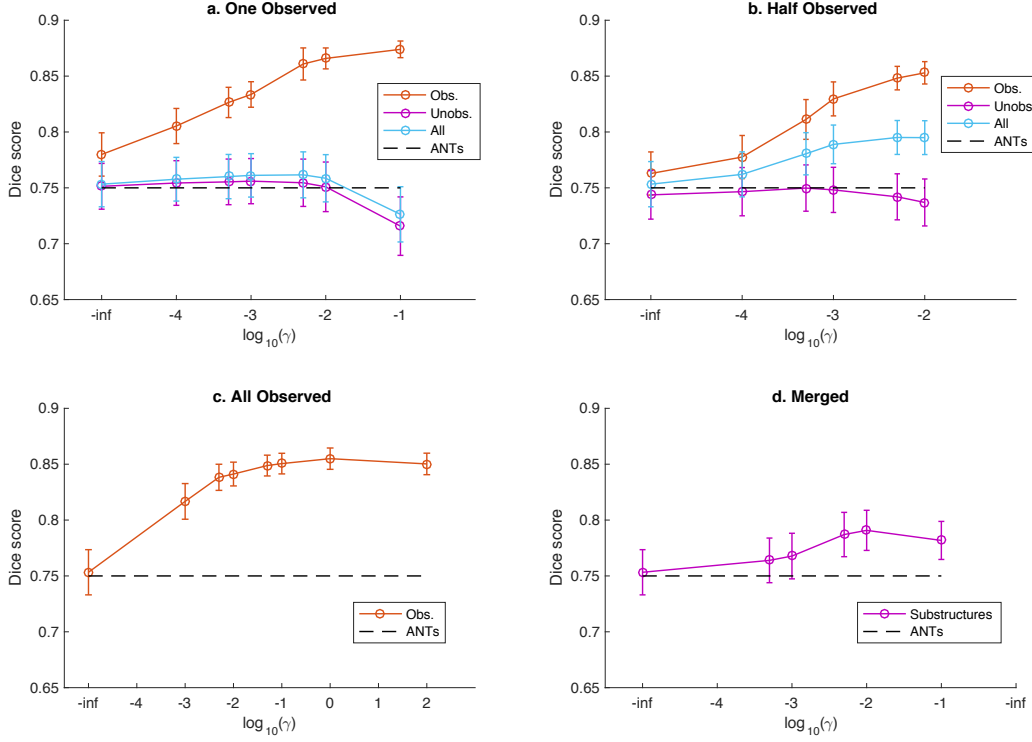 a. One Observed
0.9
0.85
0.8
0.75
0.7
0.65
Dice score
-inf -4 -3 -2 -1
log10(γ)
Obs.
Unobs.
All
ANTs
b. Half Observed
0.9
0.85
0.8
0.75
0.7
0.65
Dice score
-inf -4 -3 -2
log10(γ)
Obs.
Unobs.
All
ANTs
c. All Observed
0.9
0.85
0.8
0.75
0.7
0.65
Dice score
-inf -3 -2 -1 0 1 2
log10(γ)
Obs.
ANTs
d. Merged
0.9
0.85
0.8
0.75
0.7
0.65
Dice score
-inf -4 -3 -2 -1 -inf
log10(γ)
Substructures
ANTs